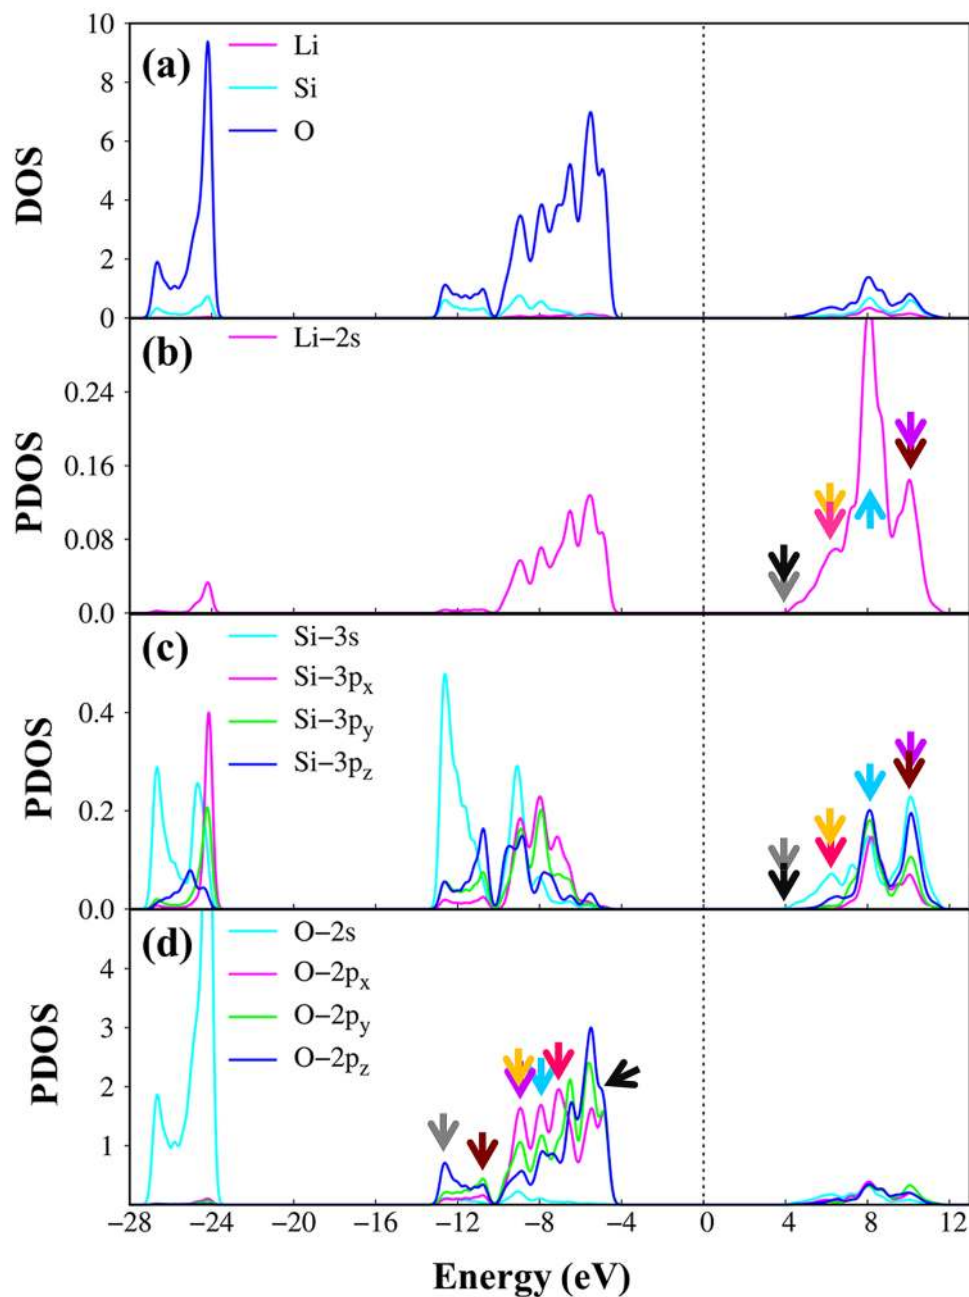 10
(a)
Li
8
Si
O
6
DOS
4
2
0
(b)
Li−2s
0.24
PDOS
0.16
0.08
0.0
(c)
Si−3s
Si−3px
0.4
Si−3py
Si−3pz
PDOS
0.2
0.0
(d)
O−2s
4
O−2px
O−2py
3
O−2pz
PDOS
2
1
−28 −24 −20 −16 −12 −8 −4 0 4 8 12
Energy (eV)